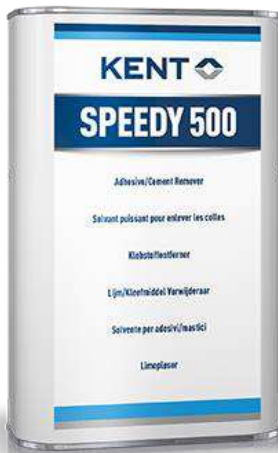 KENT
SPEEDY 500
Adhesive/Cement Remover
Solvant puissant pour enlever les colles
Klebstoffentferner
Lijm/Kleefmiddel Verwijderaar
Solvente per adesivi/mastici
Limopløser